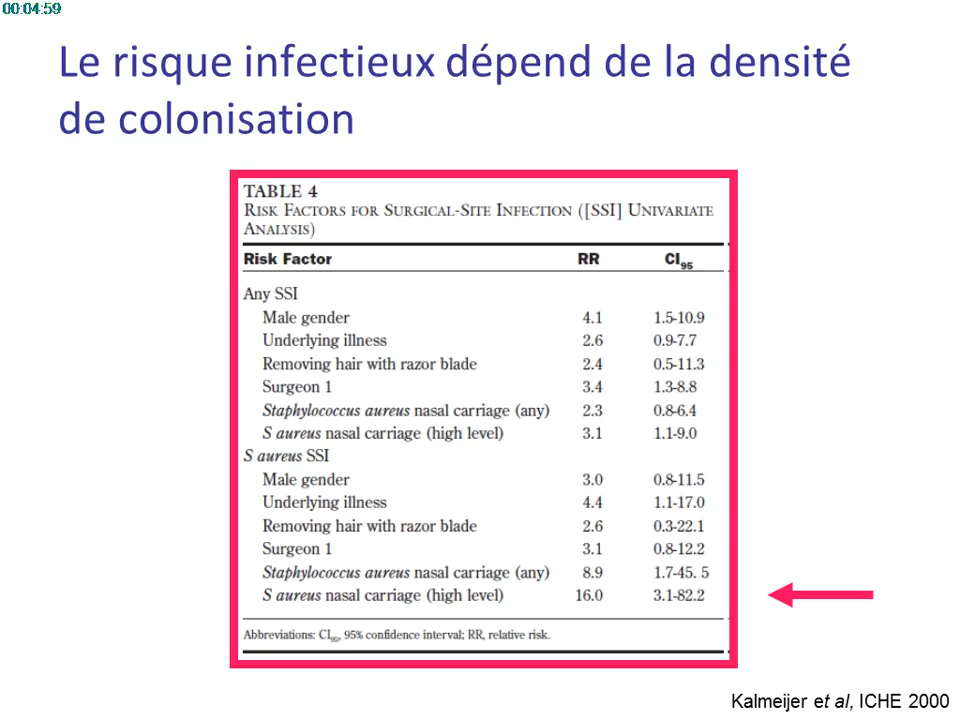 00:04:59
Le risque infectieux dépend de la densité
de colonisation
TABLE 4
RISK FACTORS FOR SURGICAL-SITE INFECTION ([SSI] UNIVARIATE
ANALYSIS)
Risk Factor RR CI95
Any SSI
Male gender 4.1 1.5-10.9
Underlying illness 2.6 0.9-7.7
Removing hair with razor blade 2.4 0.5-11.3
Surgeon 1 3.4 1.3-8.8
Staphylococcus aureus nasal carriage (any) 2.3 0.8-6.4
S aureus nasal carriage (high level) 3.1 1.1-9.0
S aureus SSI
Male gender 3.0 0.8-11.5
Underlying illness 4.4 1.1-17.0
Removing hair with razor blade 2.6 0.3-22.1
Surgeon 1 3.1 0.8-12.2
Staphylococcus aureus nasal carriage (any) 8.9 1.7-45. 5
S aureus nasal carriage (high level) 16.0 3.1-82.2
Abbreviations: CI95, 95% confidence interval; RR, relative risk.
Kalmeijer et al, ICHE 2000